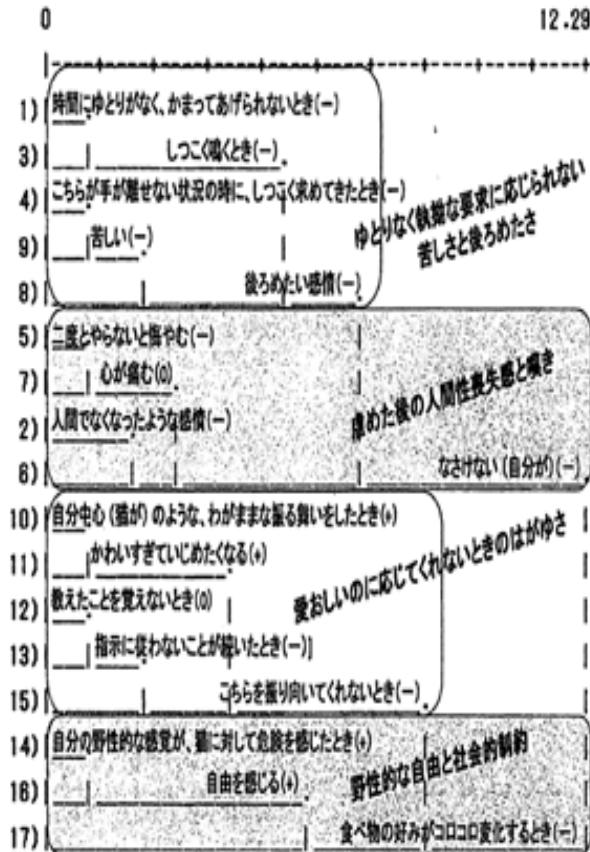 0 12.29
1) 時間にゆとりがなく、かまってあげられないとき(－)
3) しつこく鳴くとき(－)
4) こちらが手が離せない状況の時に、しつこく求めてきたとき(－)
9) 苦しい(－)
8) 後ろめたい感情(－)
ゆとりなく執拗な要求に応じられない
苦しさと後ろめたさ
5) 二度とやらないと悔やむ(－)
7) 心が痛む(0)
2) 人間でなくなったような感情(－)
6) なさけない(自分が)(－)
虐めた後の人間性喪失感と嘆き
10) 自分中心(猫が)のような、わがままな振る舞いをしたとき(+)
11) かわいすぎていじめたくなる(+)
12) 教えたことを覚えないとき(0)
13) 指示に従わないことが続いたとき(－)]
15) こちらを振り向いてくれないとき(－)
愛おしいのに応じてくれないときのはがゆさ
14) 自分の野性的な感覚が、猫に対して危険を感じたとき(+)
16) 自由を感じる(+)
17) 食べ物の好みがコロコロ変化するとき(－)
野性的な自由と社会的制約